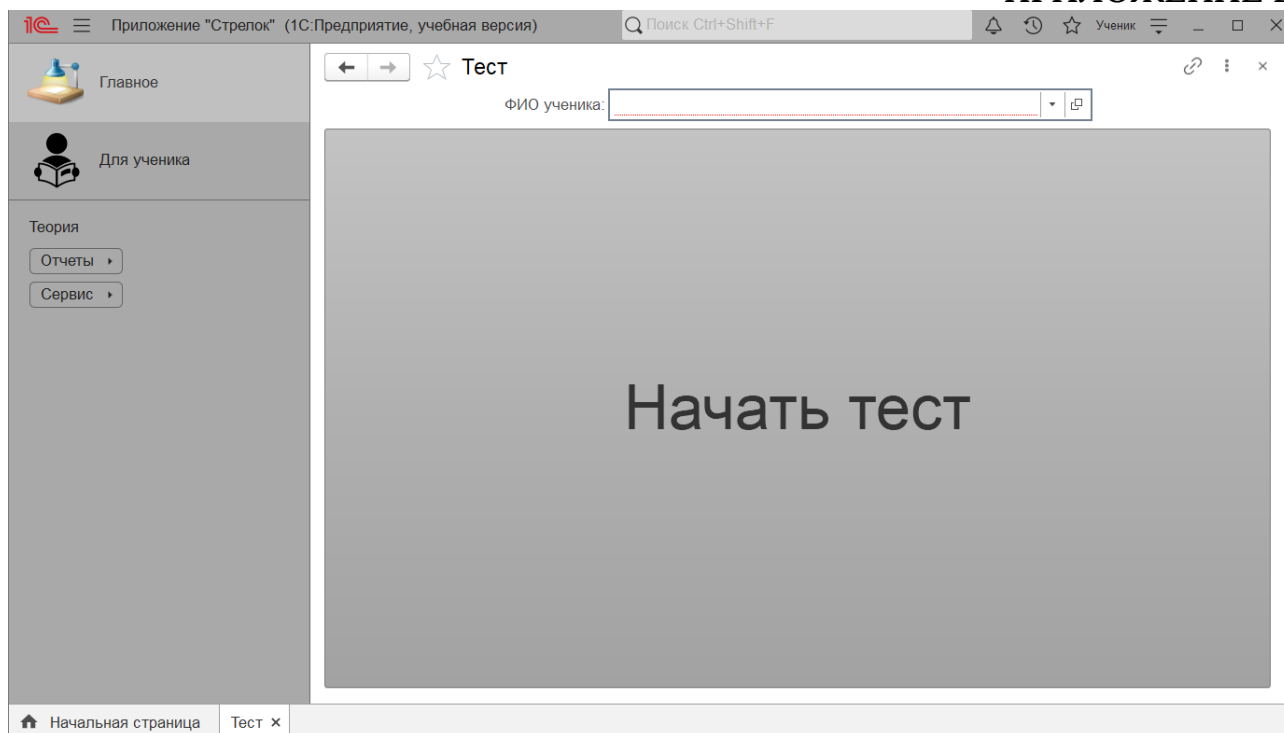 1С Приложение "Стрелок" (1С:Предприятие, учебная версия) Поиск Ctrl+Shift+F Ученик
Главное
Тест
ФИО ученика:
Для ученика
Теория
Отчеты
Сервис
Начать тест
Начальная страница Тест